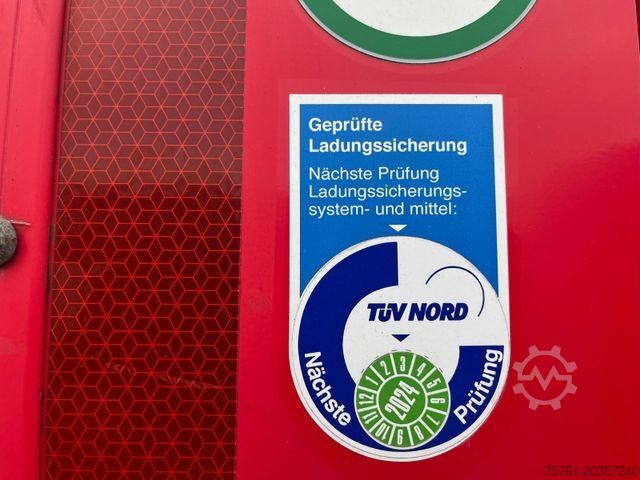 Geprüfte
Ladungssicherung
Nächste Prüfung
Ladungssicherungs-
system- und mittel:
TÜV NORD
Nächste Prüfung
1 2 3 4 5 6 7 8 9 10 11 12
2024
75761-20357240